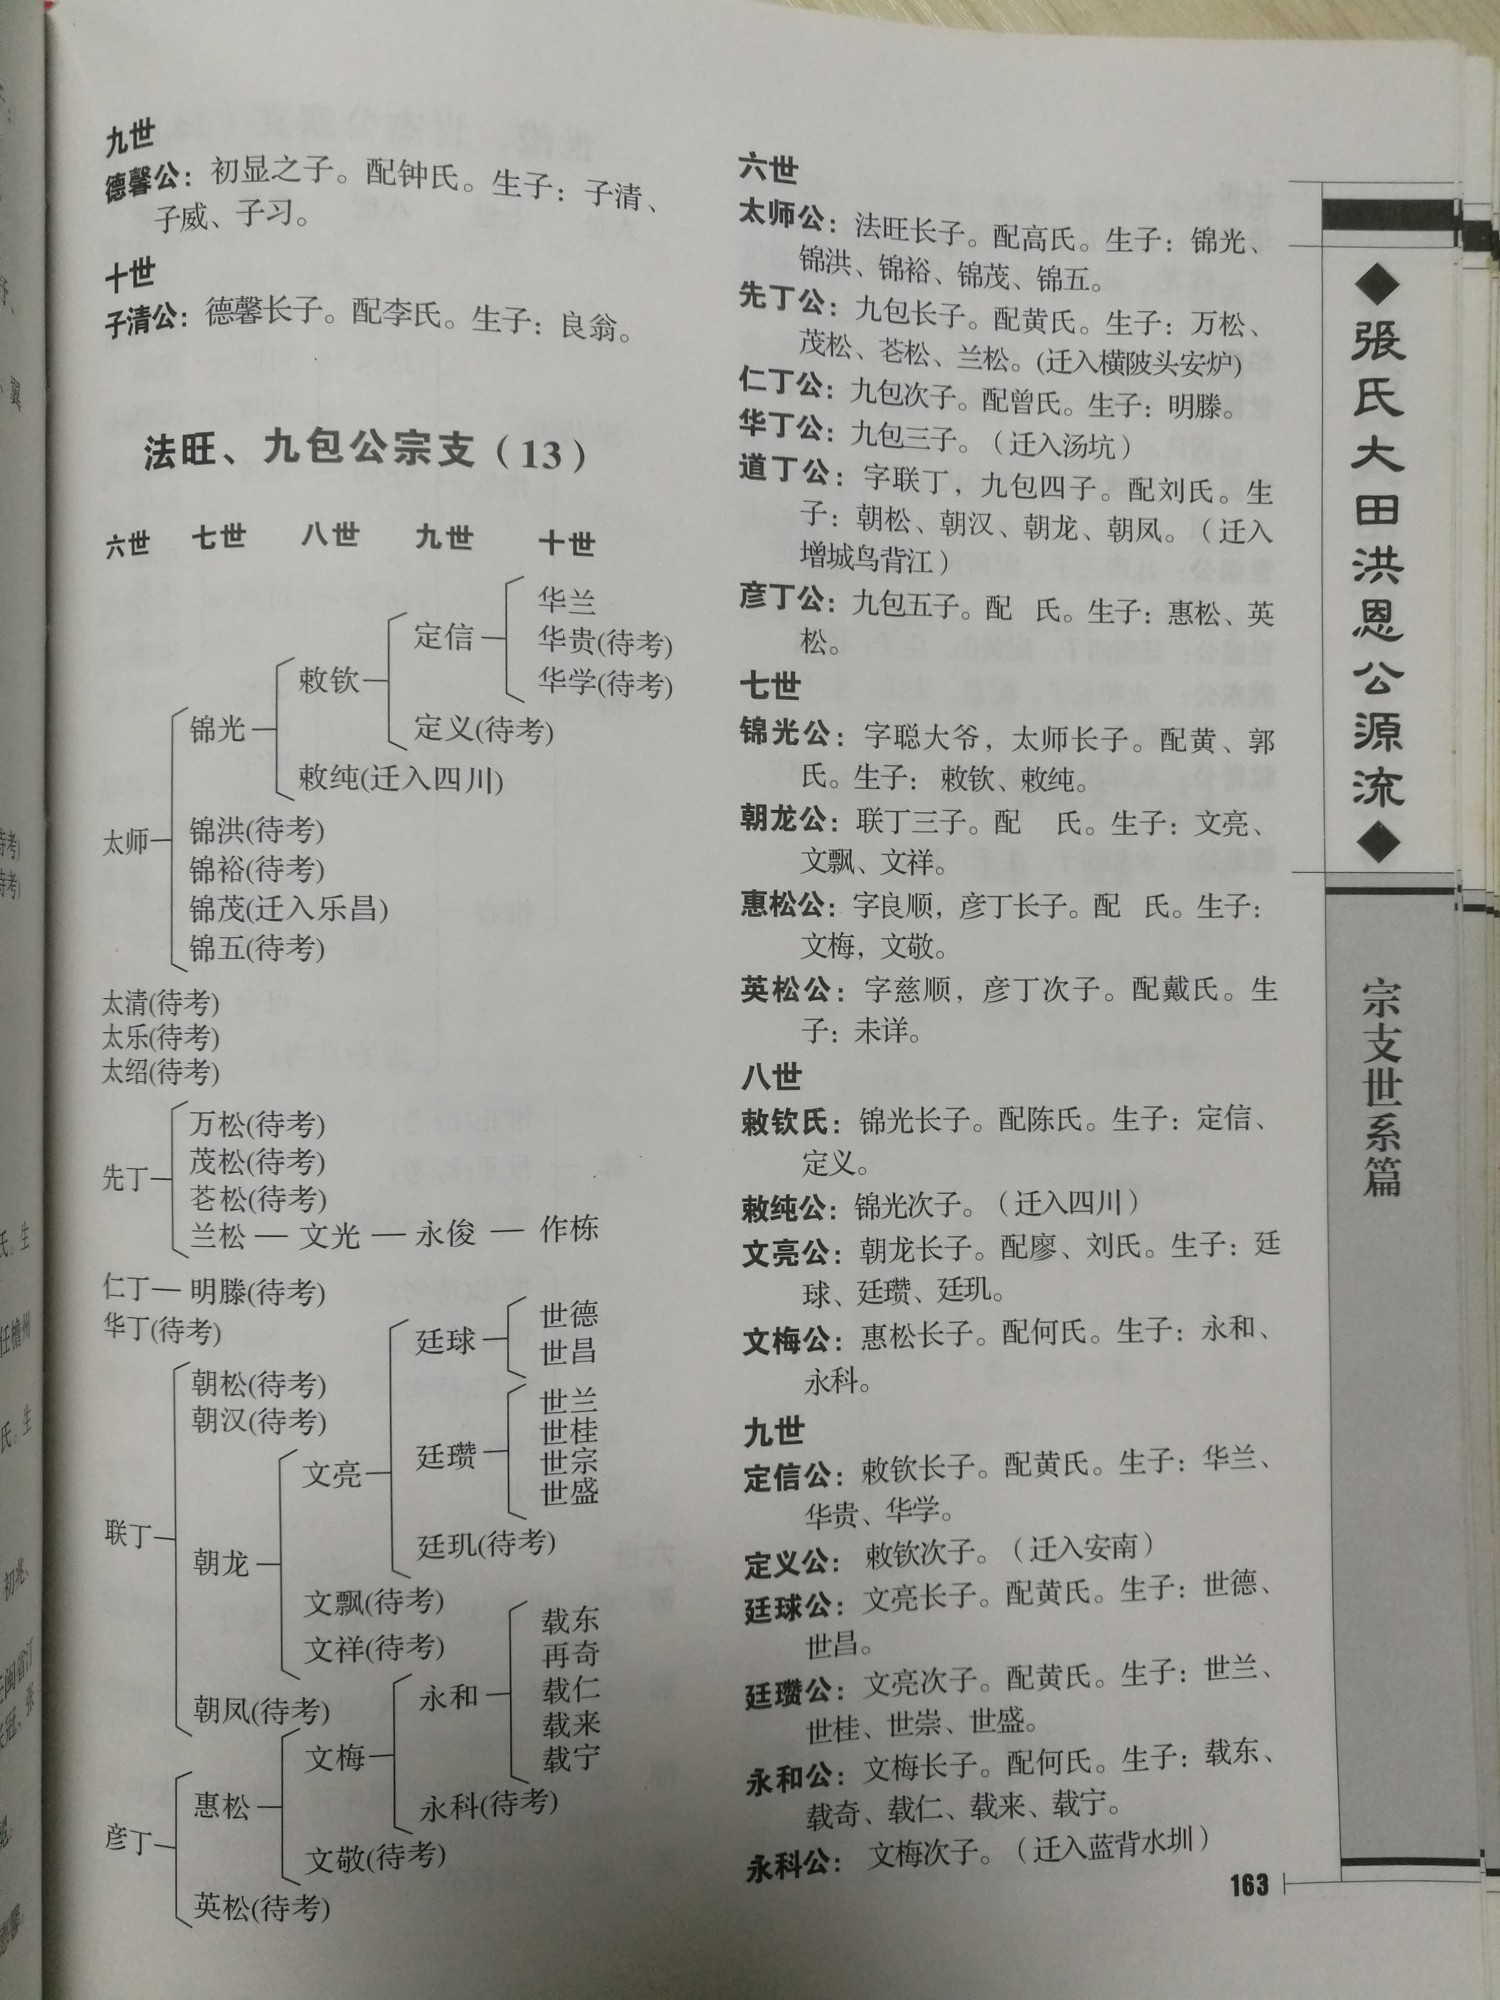 九世
德馨公：初显之子。配钟氏。生子：子清、
子威、子习。
十世
子清公：德馨长子。配李氏。生子：良翁。
法旺、九包公宗支（13）
六世 七世 八世 九世 十世
华兰
定信 华贵(待考)
敕钦 华学(待考)
锦光 定义(待考)
敕纯(迁入四川)
锦洪(待考)
太师
锦裕(待考)
锦茂(迁入乐昌)
锦五(待考)
太清(待考)
太乐(待考)
太绍(待考)
万松(待考)
茂松(待考)
先丁
苍松(待考)
兰松 — 文光 — 永俊 — 作栋
仁丁— 明滕(待考)
华丁(待考)
世德
廷球
世昌
朝松(待考)
朝汉(待考)
世兰
世桂
文亮 廷瓒
世宗
世盛
联丁
朝龙 廷玑(待考)
文飘(待考)
文祥(待考)
朝凤(待考)
载东
再奇
永和 载仁
载来
文梅 载宁
惠松 永科(待考)
彦丁
文敬(待考)
英松(待考)
六世
太师公：法旺长子。配高氏。生子：锦光、
锦洪、锦裕、锦茂、锦五。
先丁公：九包长子。配黄氏。生子：万松、
茂松、苍松、兰松。(迁入横陂头安炉)
仁丁公：九包次子。配曾氏。生子：明滕。
华丁公：九包三子。（迁入汤坑）
道丁公：字联丁，九包四子。配刘氏。生
子：朝松、朝汉、朝龙、朝凤。（迁入
增城鸟背江）
彦丁公：九包五子。配 氏。生子：惠松、英
松。
七世
锦光公：字聪大爷，太师长子。配黄、郭
氏。生子： 敕钦、敕纯。
朝龙公：联丁三子。配 氏。生子：文亮、
文飘、文祥。
惠松公：字良顺，彦丁长子。配 氏。生子：
文梅，文敬。
英松公：字慈顺，彦丁次子。配戴氏。生
子：未详。
八世
敕钦氏：锦光长子。配陈氏。生子：定信、
定义。
敕纯公：锦光次子。（迁入四川）
文亮公：朝龙长子。配廖、刘氏。生子：廷
球、廷瓒、廷玑。
文梅公：惠松长子。配何氏。生子：永和、
永科。
九世
定信公：敕钦长子。配黄氏。生子：华兰、
华贵、华学。
定义公： 敕钦次子。（迁入安南）
廷球公：文亮长子。配黄氏。生子：世德、
世昌。
廷瓒公：文亮次子。配黄氏。生子：世兰、
世桂、世崇、世盛。
永和公：文梅长子。配何氏。生子：载东、
载奇、载仁、载来、载宁。
永科公： 文梅次子。（迁入蓝背水圳）
163
◆張氏大田洪恩公源流◆
宗支世系篇